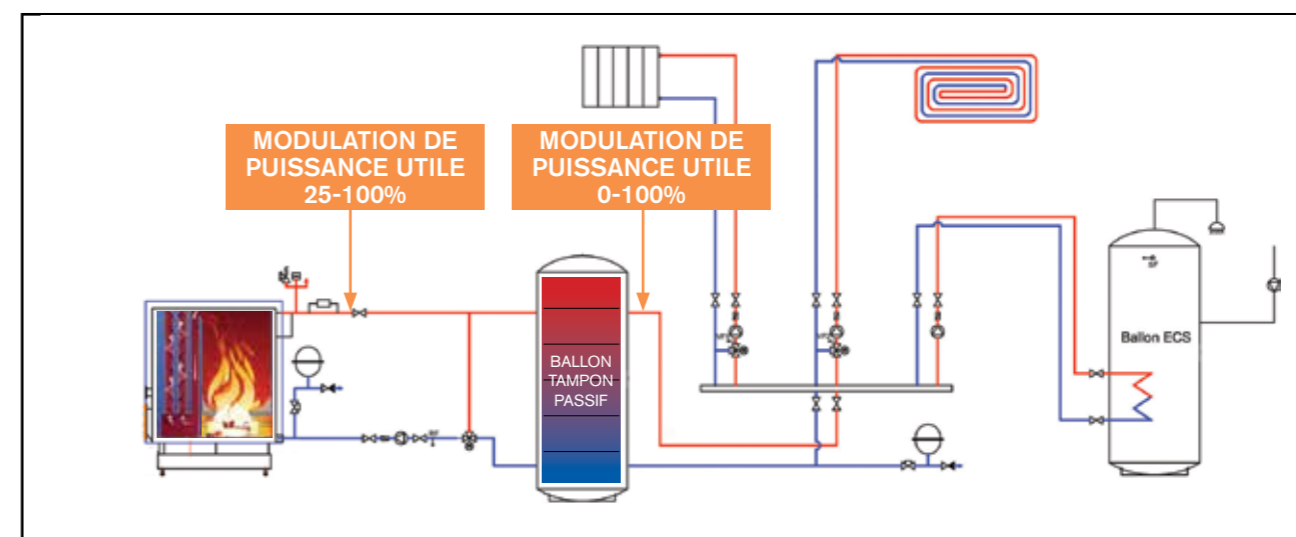 MODULATION DE
PUISSANCE UTILE
25-100%
MODULATION DE
PUISSANCE UTILE
0-100%
BALLON
TAMPON
PASSIF
Ballon ECS